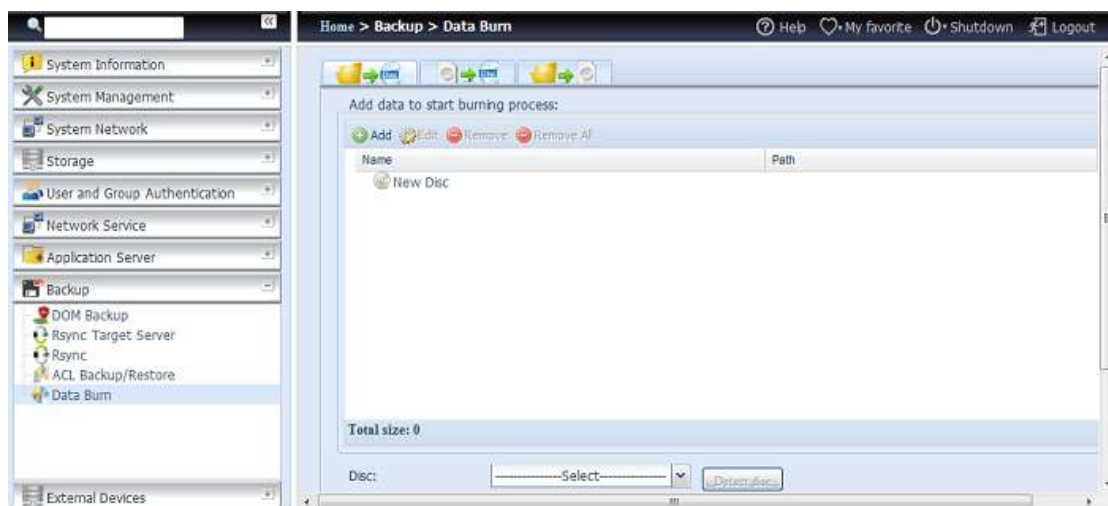 Home > Backup > Data Burn
Help My favorite Shutdown Logout
System Information
System Management
System Network
Storage
User and Group Authentication
Network Service
Application Server
Backup
DOM Backup
Rsync Target Server
Rsync
ACL Backup/Restore
Data Burn
External Devices
Add data to start burning process:
Add Edit Remove Remove All
Name Path
New Disc
Total size: 0
Disc: ---------------Select--------------- Detect disc